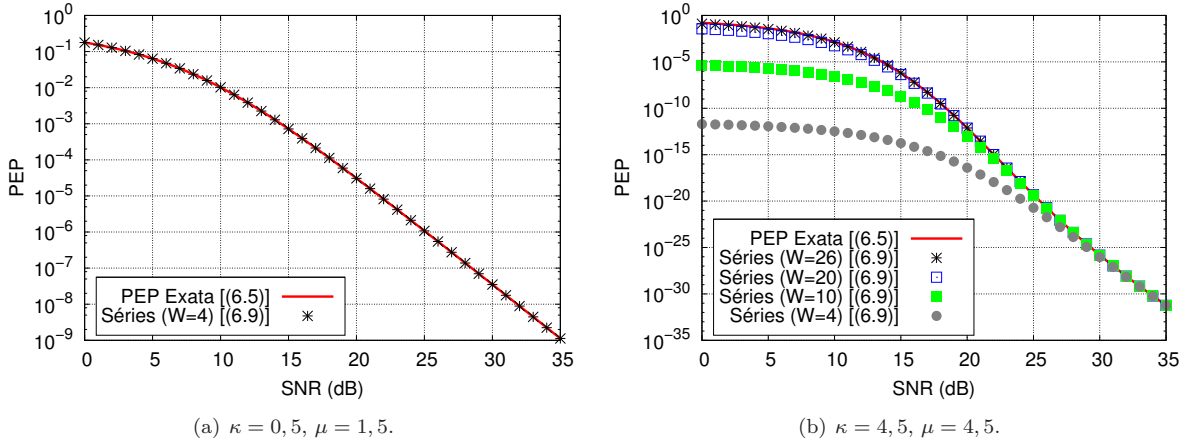 10^0
10^-1
10^-2
10^-3
10^-4
10^-5
10^-6
10^-7
10^-8
10^-9
PEP
PEP Exata [(6.5)]
Séries (W=4) [(6.9)]
0 5 10 15 20 25 30 35
SNR (dB)
(a) κ = 0, 5, μ = 1, 5.
10^0
10^-5
10^-10
10^-15
10^-20
10^-25
10^-30
10^-35
PEP
PEP Exata [(6.5)]
Séries (W=26) [(6.9)]
Séries (W=20) [(6.9)]
Séries (W=10) [(6.9)]
Séries (W=4) [(6.9)]
0 5 10 15 20 25 30 35
SNR (dB)
(b) κ = 4, 5, μ = 4, 5.